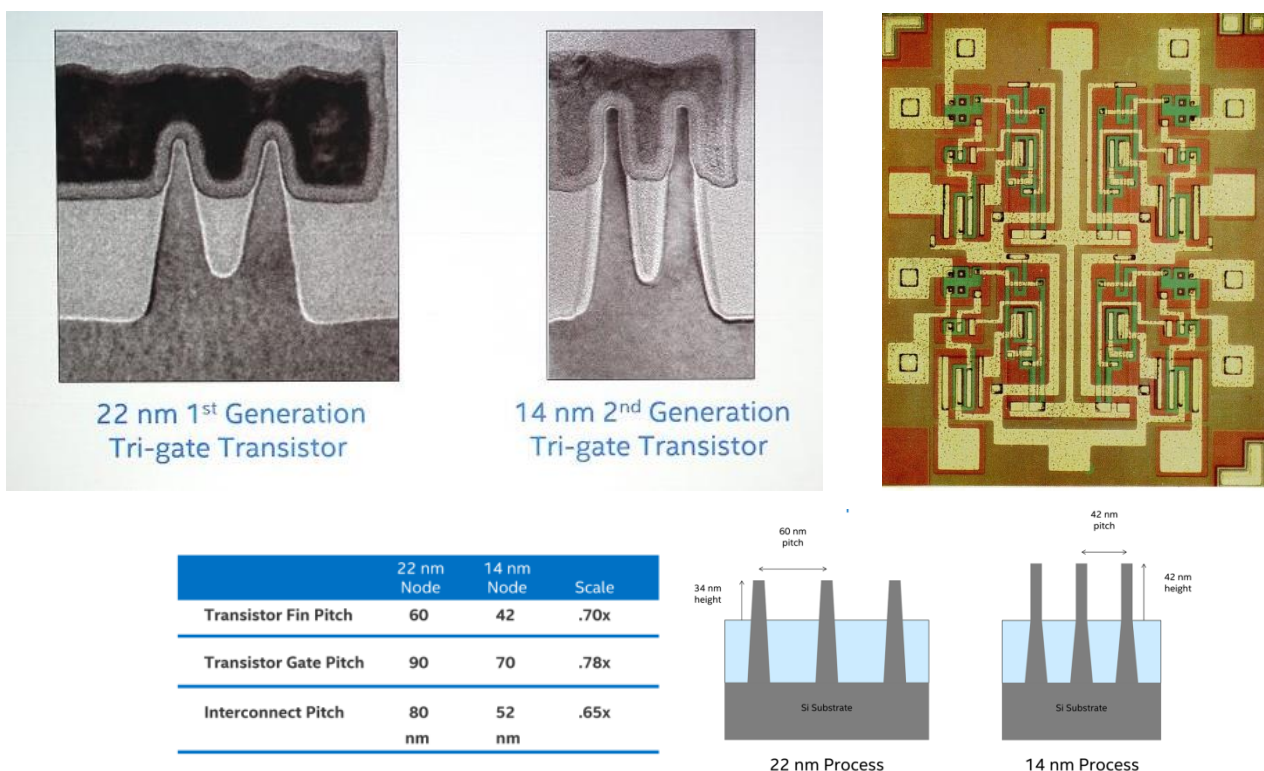 22 nm 1st Generation
Tri-gate Transistor
14 nm 2nd Generation
Tri-gate Transistor
22 nm
Node
14 nm
Node
Scale
Transistor Fin Pitch 60 42 .70x
Transistor Gate Pitch 90 70 .78x
Interconnect Pitch 80 52 .65x
nm nm
60 nm
pitch
34 nm
height
Si Substrate
22 nm Process
42 nm
pitch
42 nm
height
Si Substrate
14 nm Process